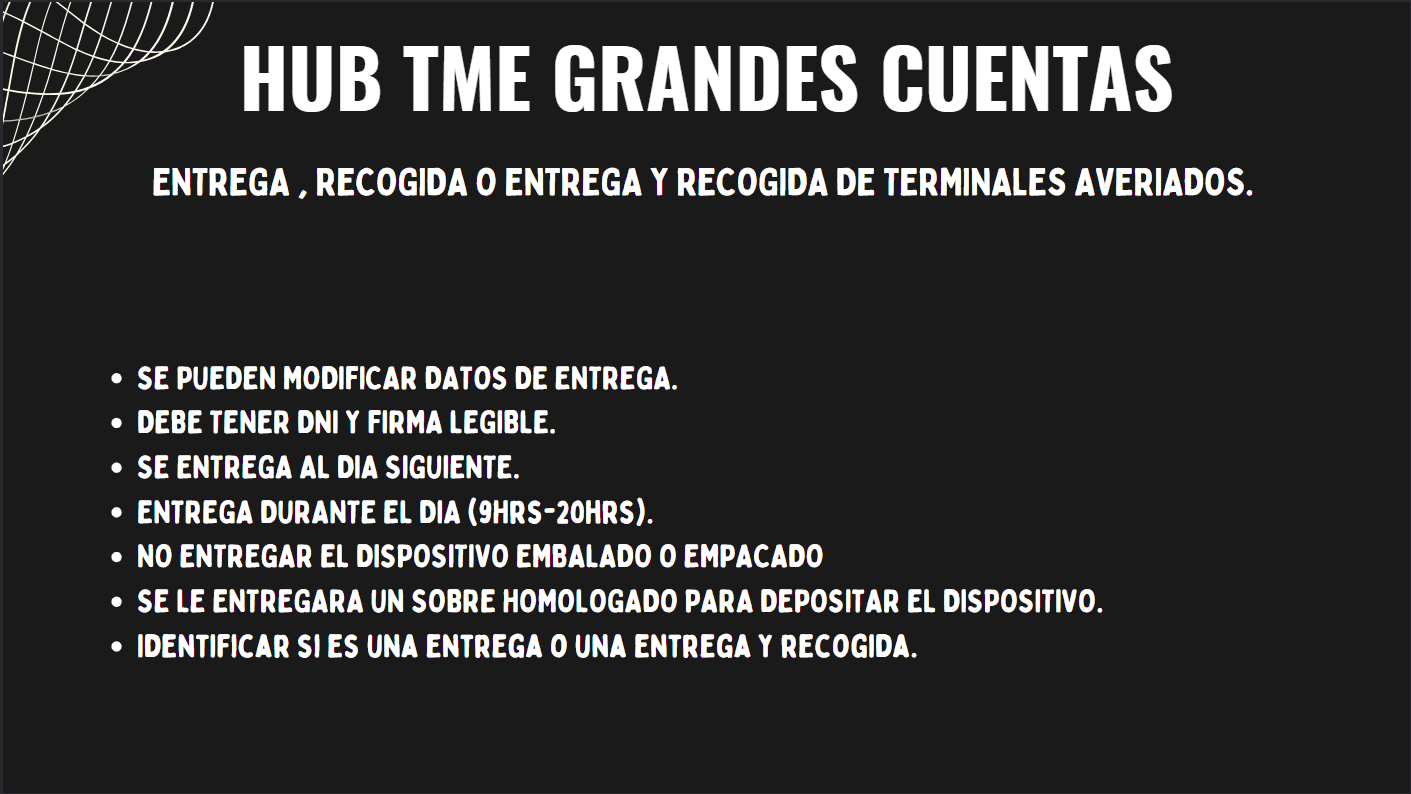 HUB TME GRANDES CUENTAS
ENTREGA , RECOGIDA O ENTREGA Y RECOGIDA DE TERMINALES AVERIADOS.
• SE PUEDEN MODIFICAR DATOS DE ENTREGA.
• DEBE TENER DNI Y FIRMA LEGIBLE.
• SE ENTREGA AL DIA SIGUIENTE.
• ENTREGA DURANTE EL DIA (9HRS-20HRS).
• NO ENTREGAR EL DISPOSITIVO EMBALADO O EMPACADO
• SE LE ENTREGARA UN SOBRE HOMOLOGADO PARA DEPOSITAR EL DISPOSITIVO.
• IDENTIFICAR SI ES UNA ENTREGA O UNA ENTREGA Y RECOGIDA.